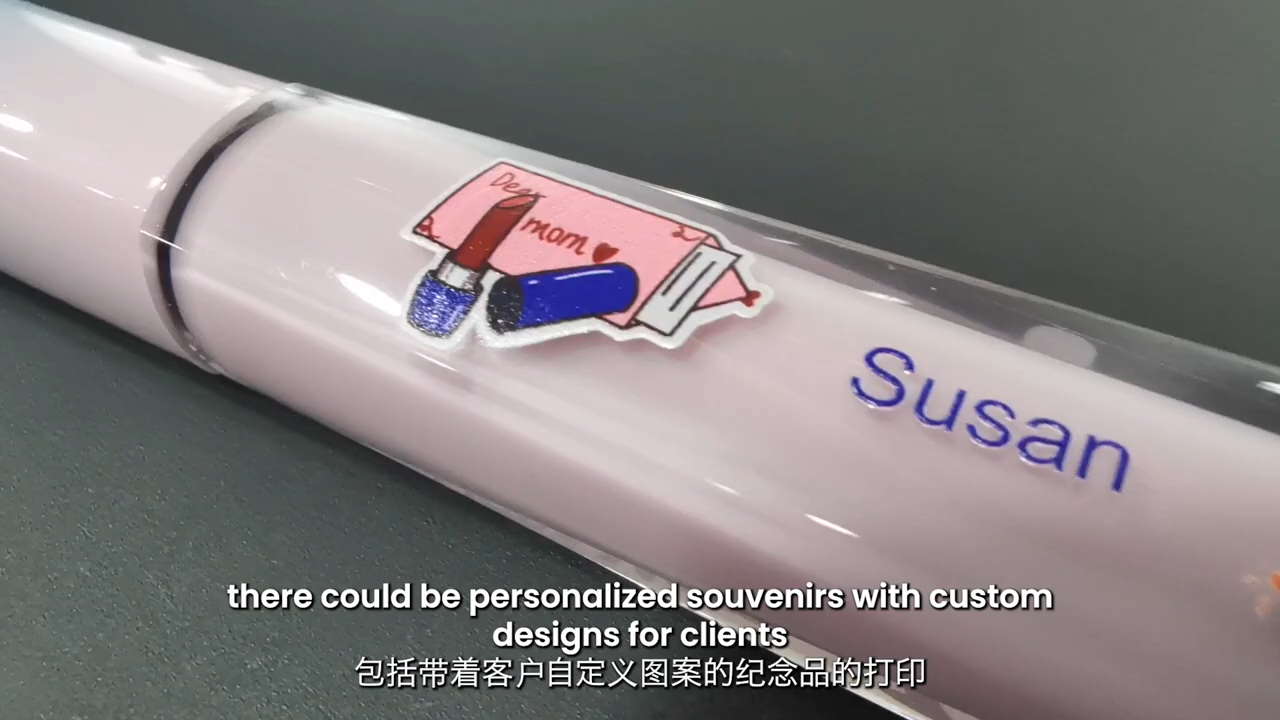 Dear
mom
Susan
there could be personalized souvenirs with custom
designs for clients
包括带着客户自定义图案的纪念品的打印